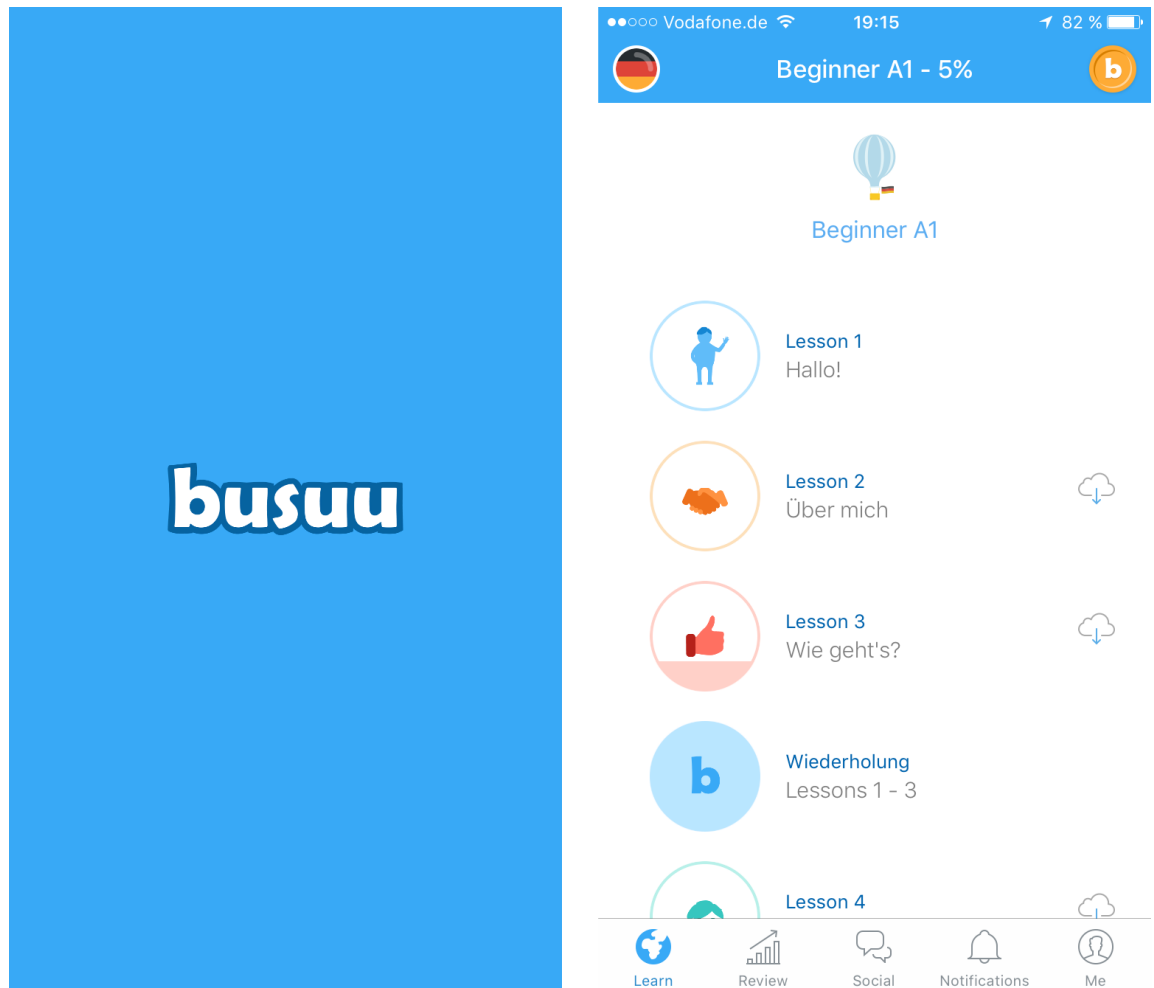 busuu
Vodafone.de 19:15 82 %
Beginner A1 - 5%
b
Beginner A1
Lesson 1
Hallo!
Lesson 2
Über mich
Lesson 3
Wie geht's?
b
Wiederholung
Lessons 1 - 3
Lesson 4
Learn Review Social Notifications Me